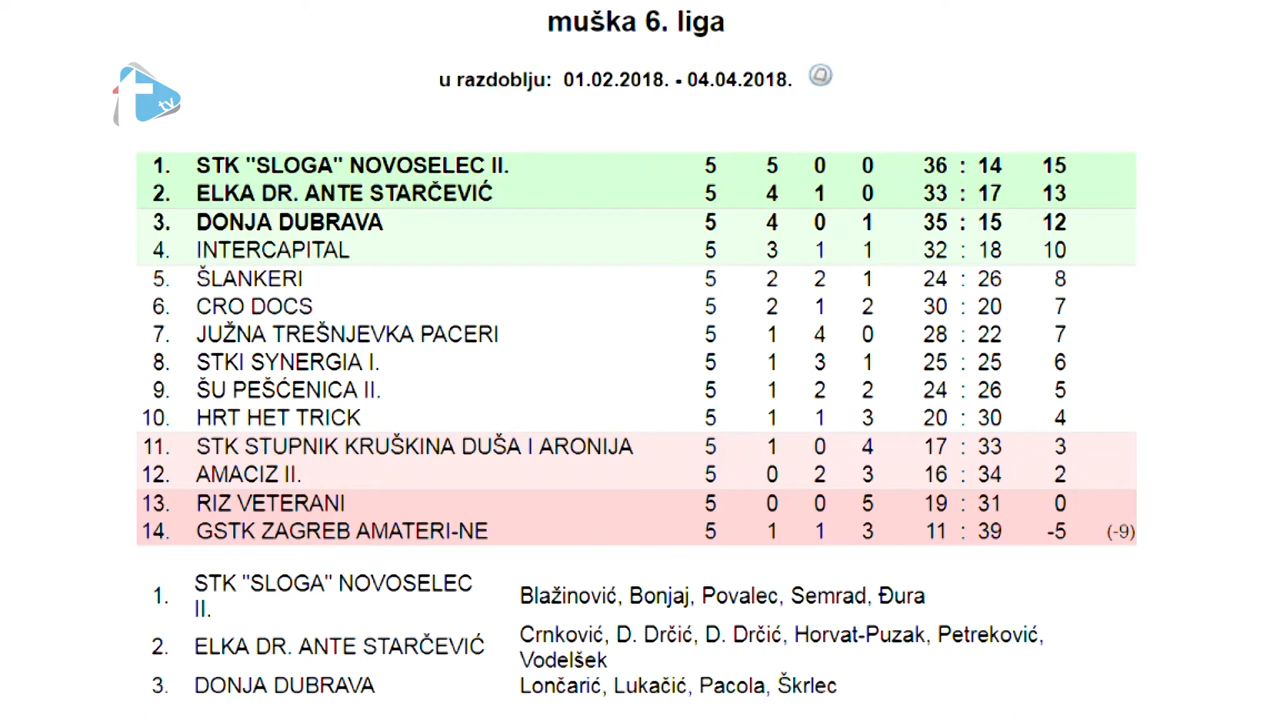 muška 6. liga
u razdoblju: 01.02.2018. - 04.04.2018.
t tv
1. STK "SLOGA" NOVOSELEC II. 5 5 0 0 36 : 14 15
2. ELKA DR. ANTE STARČEVIĆ 5 4 1 0 33 : 17 13
3. DONJA DUBRAVA 5 4 0 1 35 : 15 12
4. INTERCAPITAL 5 3 1 1 32 : 18 10
5. ŠLANKERI 5 2 2 1 24 : 26 8
6. CRO DOCS 5 2 1 2 30 : 20 7
7. JUŽNA TREŠNJEVKA PACERI 5 1 4 0 28 : 22 7
8. STKI SYNERGIA I. 5 1 3 1 25 : 25 6
9. ŠU PEŠĆENICA II. 5 1 2 2 24 : 26 5
10. HRT HET TRICK 5 1 1 3 20 : 30 4
11. STK STUPNIK KRUŠKINA DUŠA I ARONIJA 5 1 0 4 17 : 33 3
12. AMACIZ II. 5 0 2 3 16 : 34 2
13. RIZ VETERANI 5 0 0 5 19 : 31 0
14. GSTK ZAGREB AMATERI-NE 5 1 1 3 11 : 39 -5 (-9)
1. STK "SLOGA" NOVOSELEC II. Blažinović, Bonjaj, Povalec, Semrad, Đura
2. ELKA DR. ANTE STARČEVIĆ Crnković, D. Drčić, D. Drčić, Horvat-Puzak, Petreković,
Vodelšek
3. DONJA DUBRAVA Lončarić, Lukačić, Pacola, Škrlec